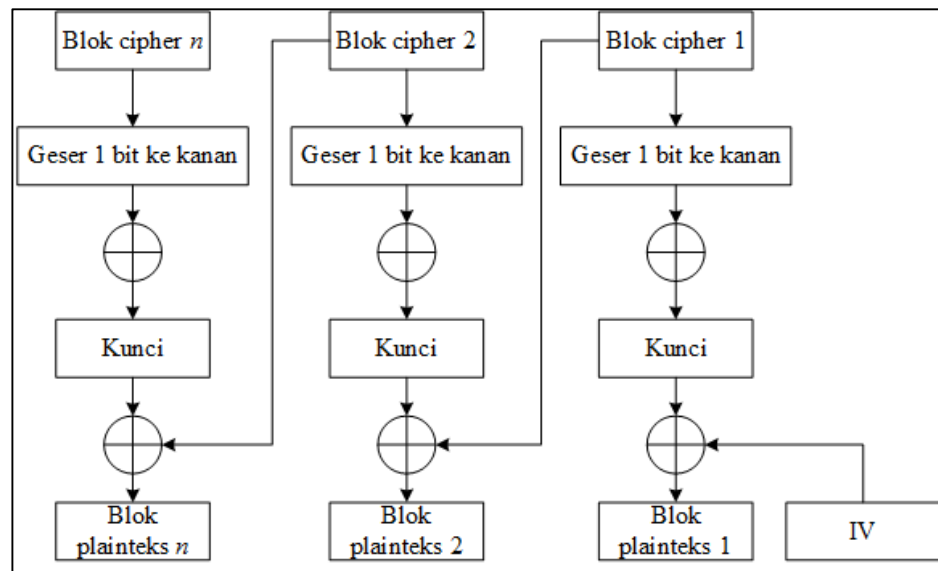 Blok cipher n
Blok cipher 2
Blok cipher 1
Geser 1 bit ke kanan
Geser 1 bit ke kanan
Geser 1 bit ke kanan
Kunci
Kunci
Kunci
Blok
plainteks n
Blok
plainteks 2
Blok
plainteks 1
IV